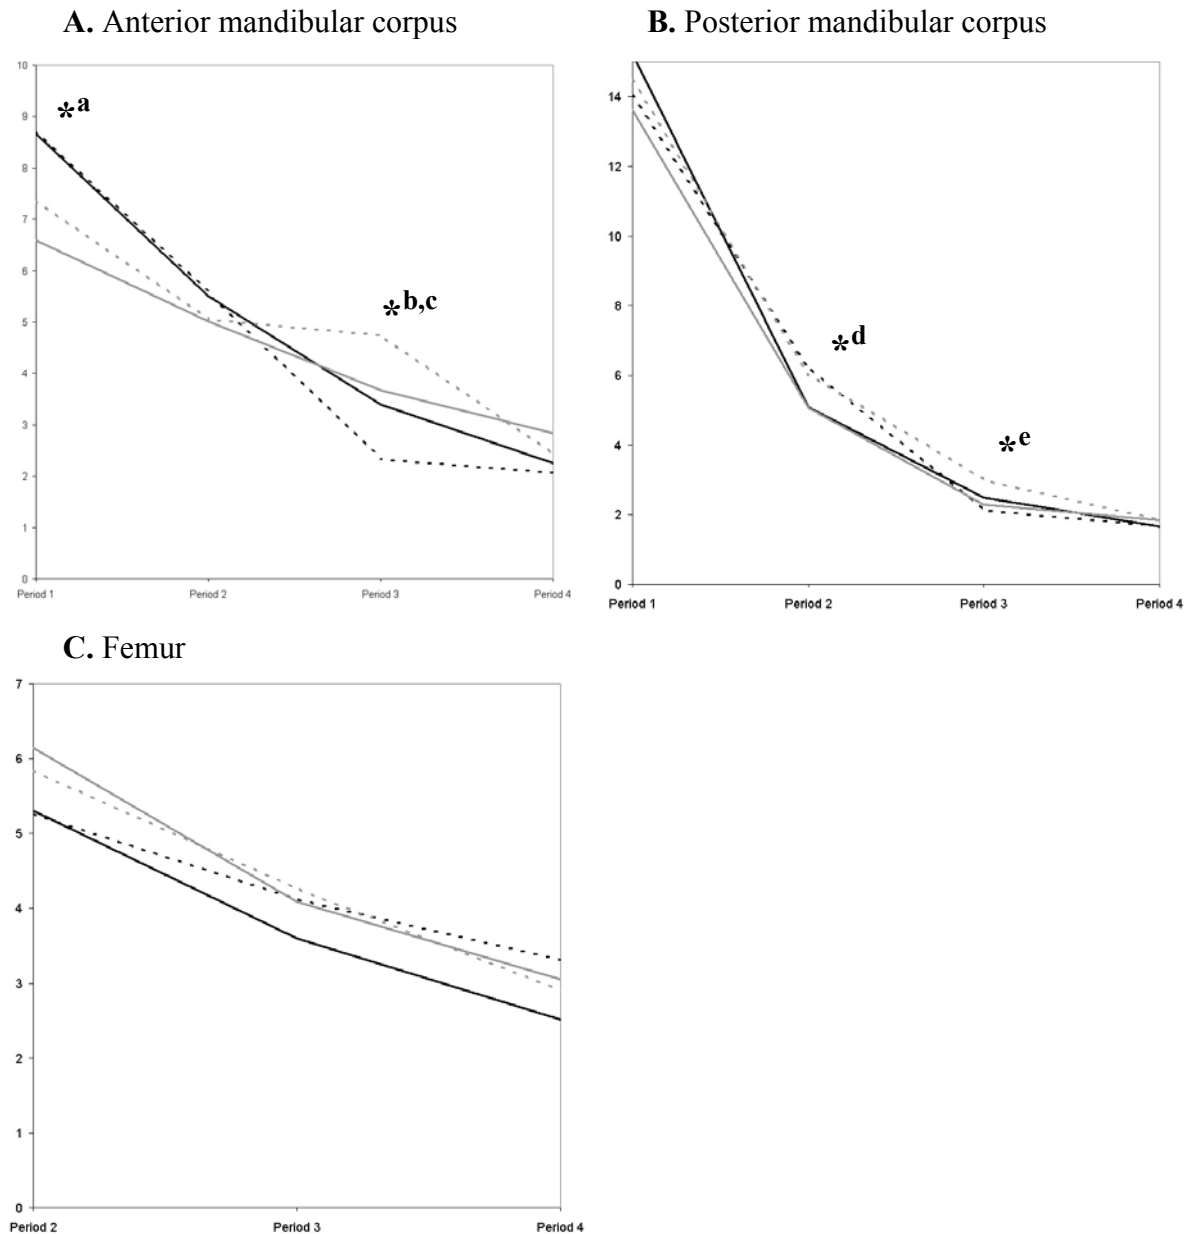 A. Anterior mandibular corpus
10
9
8
7
6
5
4
3
2
1
0
*a
*b,c
Period 1 Period 2 Period 3 Period 4
B. Posterior mandibular corpus
14
12
10
8
6
4
2
0
*d
*e
Period 1 Period 2 Period 3 Period 4
C. Femur
7
6
5
4
3
2
1
0
Period 2 Period 3 Period 4